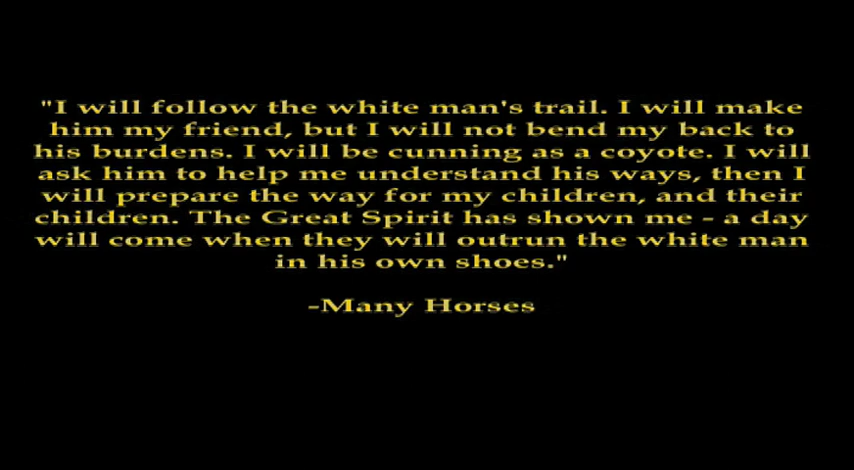 "I will follow the white man's trail. I will make
him my friend, but I will not bend my back to
his burdens. I will be cunning as a coyote. I will
ask him to help me understand his ways, then I
will prepare the way for my children, and their
children. The Great Spirit has shown me - a day
will come when they will outrun the white man
in his own shoes."
-Many Horses